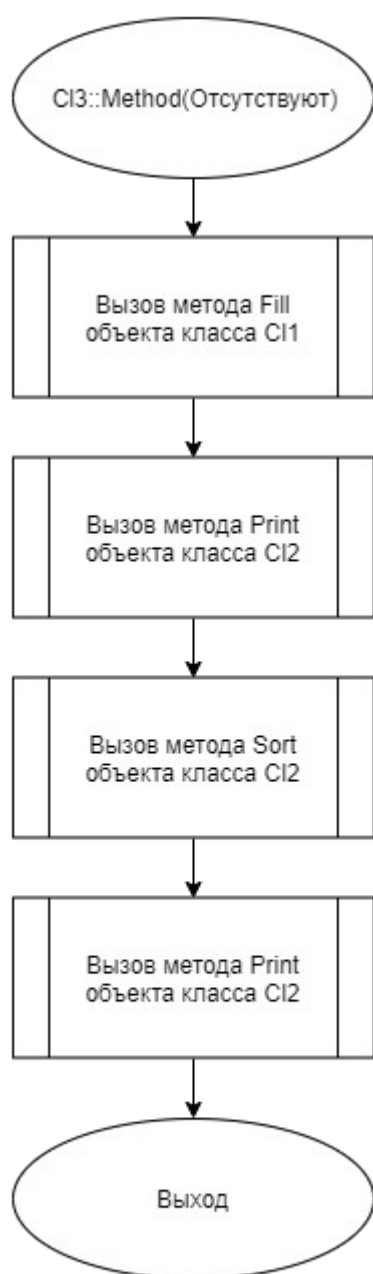 Cl3::Method(Отсутствуют)
Вызов метода Fill
объекта класса Cl1
Вызов метода Print
объекта класса Cl2
Вызов метода Sort
объекта класса Cl2
Вызов метода Print
объекта класса Cl2
Выход